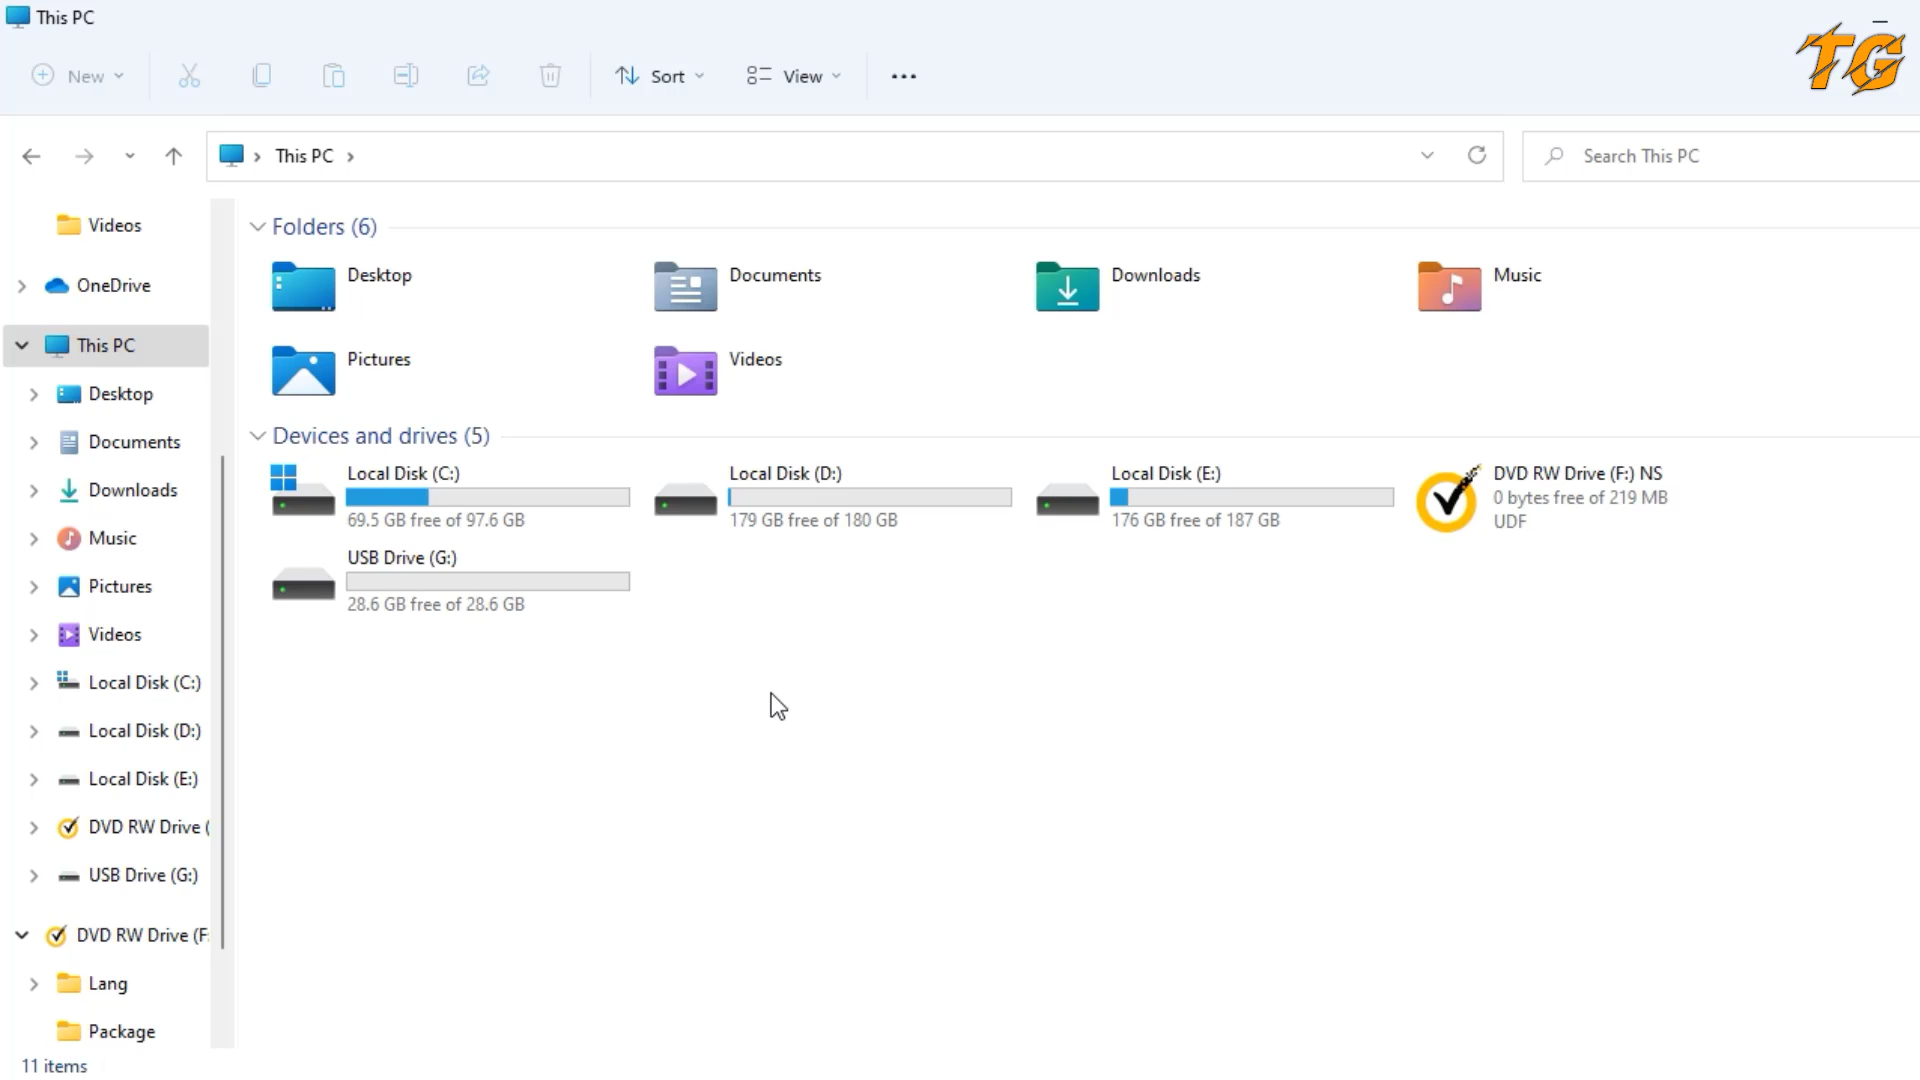 This PC
New
Sort
View
TG
This PC
Search This PC
Videos
OneDrive
This PC
Desktop
Documents
Downloads
Music
Pictures
Videos
Local Disk (C:)
Local Disk (D:)
Local Disk (E:)
DVD RW Drive (
USB Drive (G:)
DVD RW Drive (F:
Lang
Package
Folders (6)
Desktop
Documents
Downloads
Music
Pictures
Videos
Devices and drives (5)
Local Disk (C:)
69.5 GB free of 97.6 GB
Local Disk (D:)
179 GB free of 180 GB
Local Disk (E:)
176 GB free of 187 GB
DVD RW Drive (F:) NS
0 bytes free of 219 MB
UDF
USB Drive (G:)
28.6 GB free of 28.6 GB
11 items